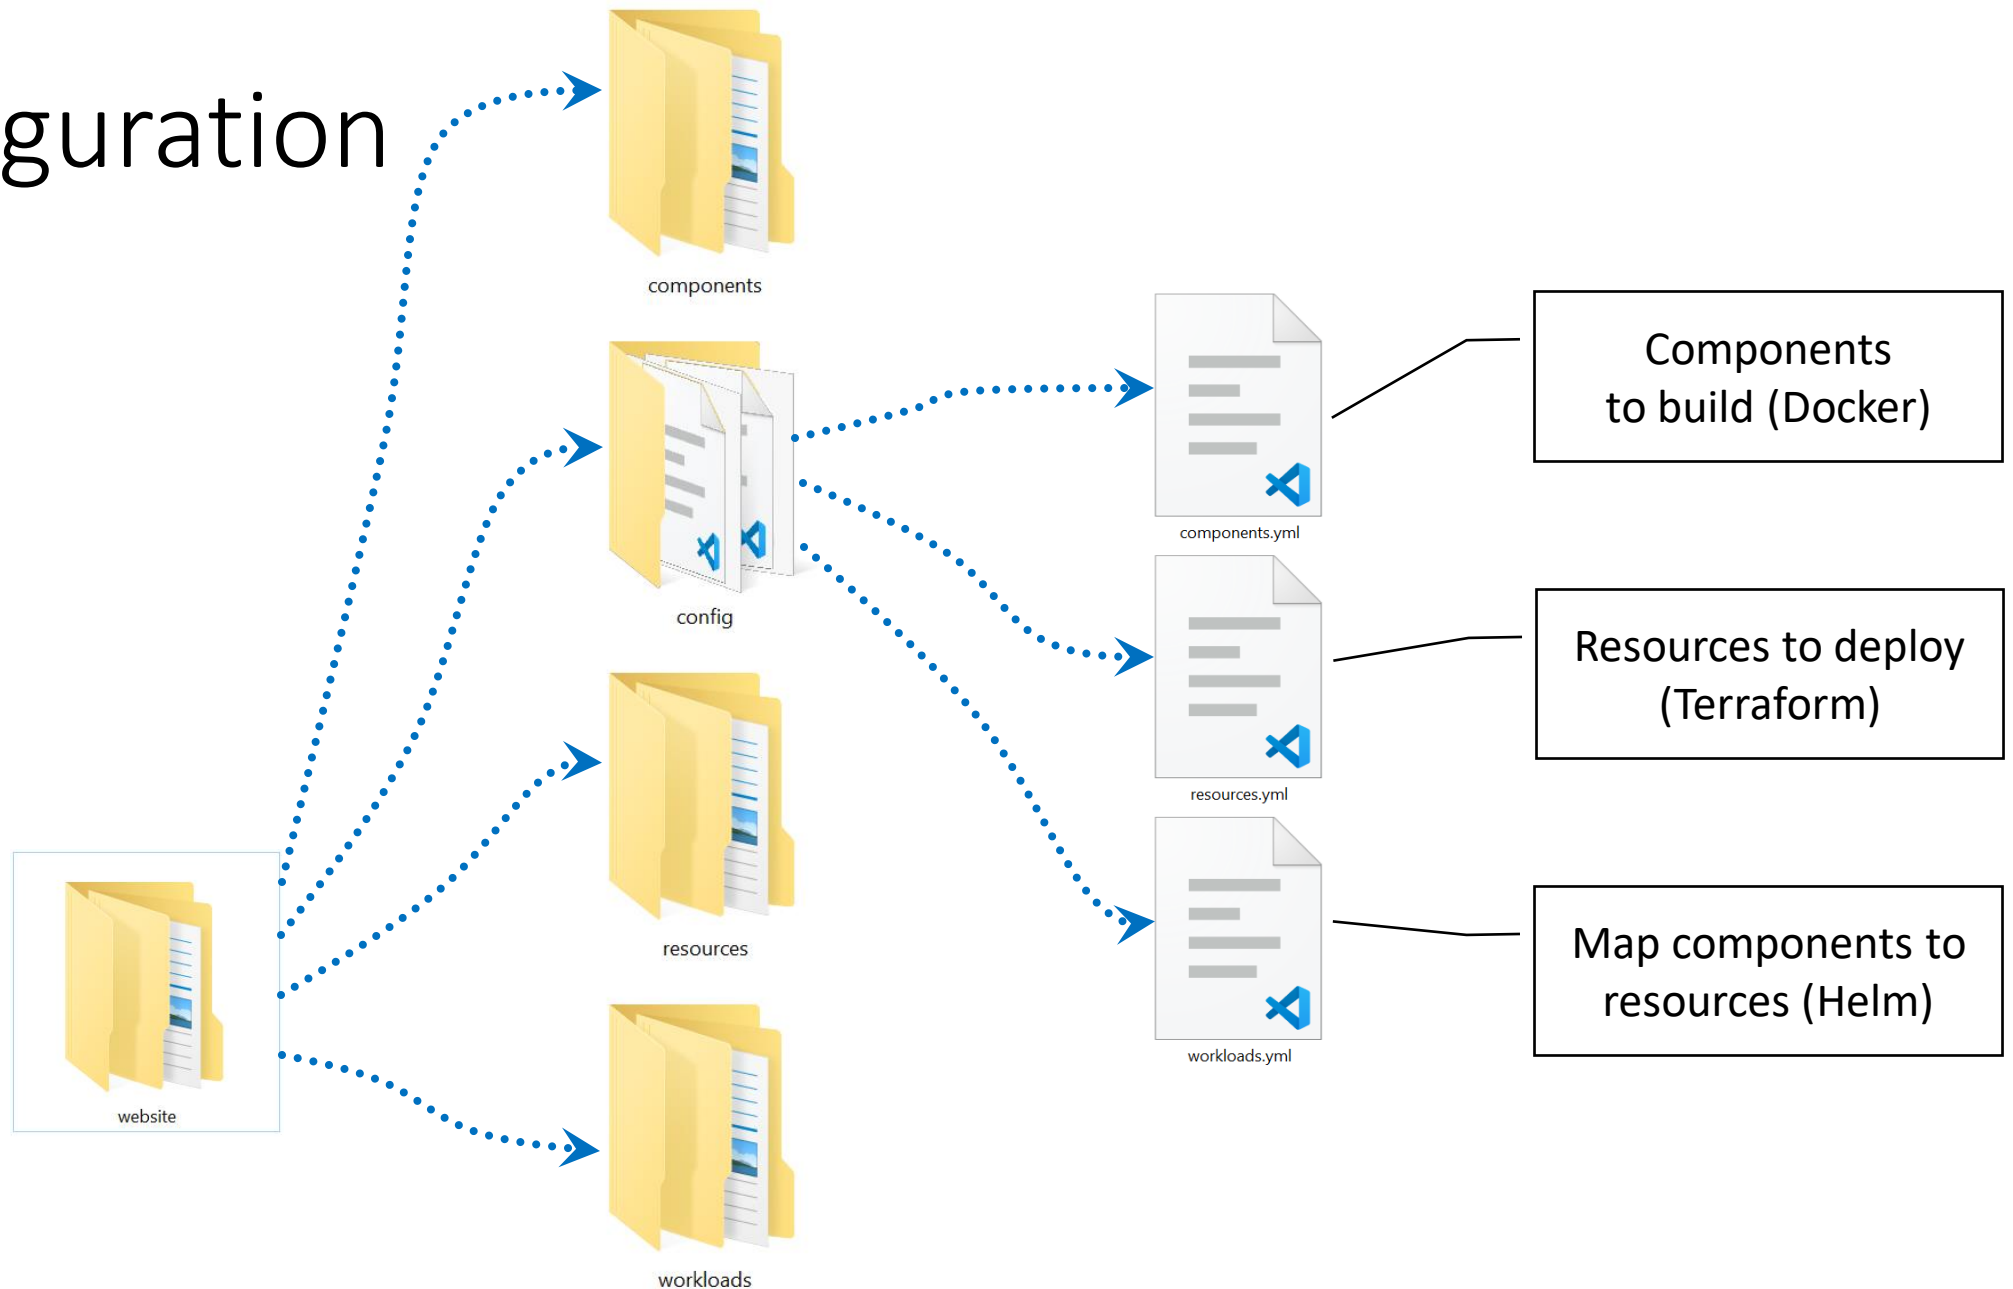 guration
components
config
resources
workloads
website
components.yml
resources.yml
workloads.yml
Components
to build (Docker)
Resources to deploy
(Terraform)
Map components to
resources (Helm)